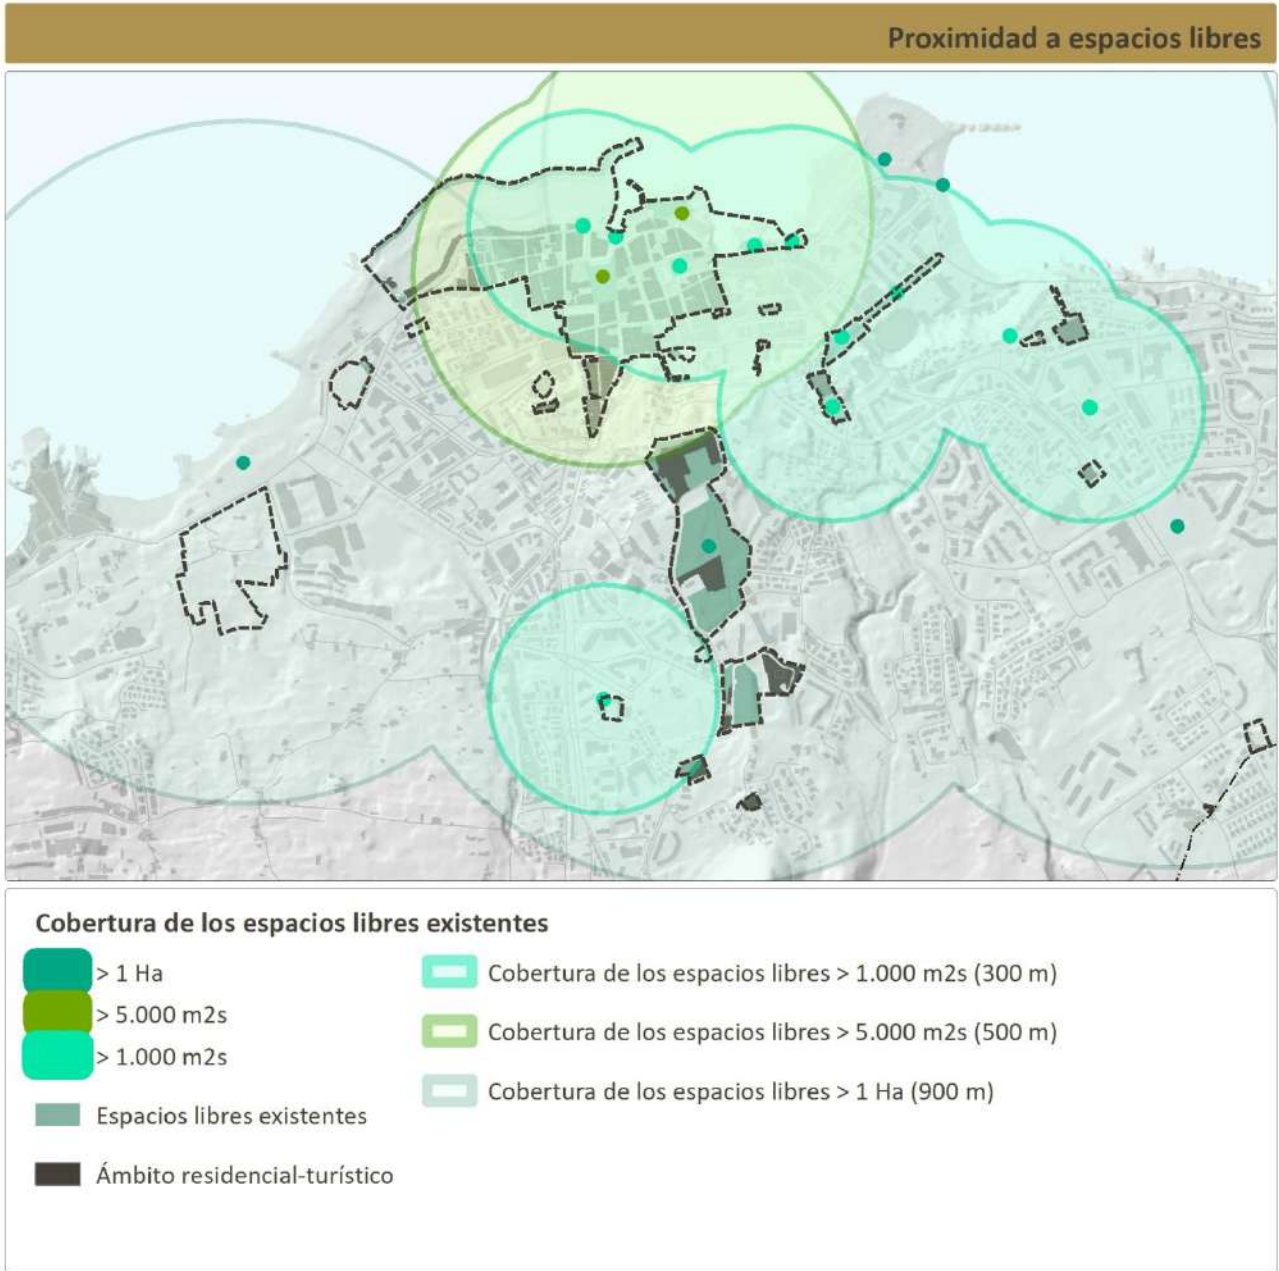 Proximidad a espacios libres
Cobertura de los espacios libres existentes
> 1 Ha
> 5.000 m2s
> 1.000 m2s
Espacios libres existentes
Ámbito residencial-turístico
Cobertura de los espacios libres > 1.000 m2s (300 m)
Cobertura de los espacios libres > 5.000 m2s (500 m)
Cobertura de los espacios libres > 1 Ha (900 m)